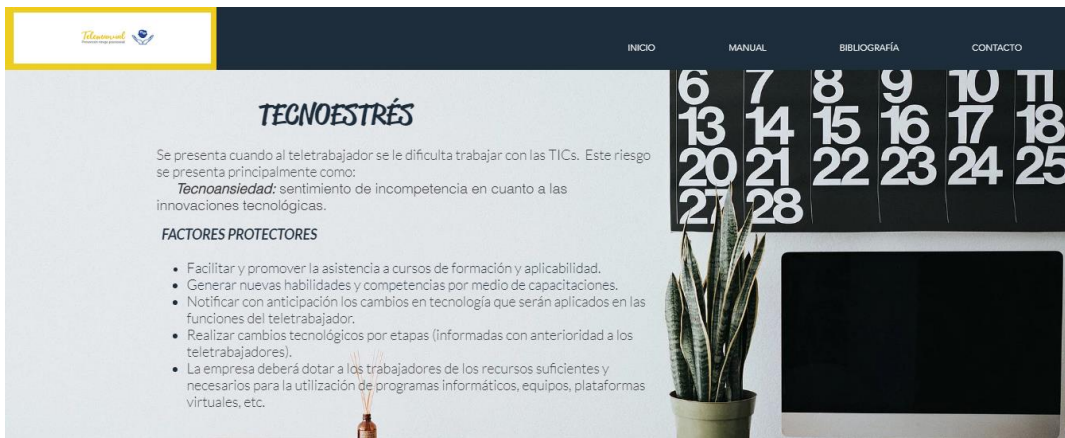 Telemanual
INICIO
MANUAL
BIBLIOGRAFÍA
CONTACTO
TECNOESTRÉS
Se presenta cuando al teletrabajador se le dificulta trabajar con las TICs. Este riesgo
se presenta principalmente como:
Tecnoansiedad: sentimiento de incompetencia en cuanto a las
innovaciones tecnológicas.
FACTORES PROTECTORES
• Facilitar y promover la asistencia a cursos de formación y aplicabilidad.
• Generar nuevas habilidades y competencias por medio de capacitaciones.
• Notificar con anticipación los cambios en tecnología que serán aplicados en las
funciones del teletrabajador.
• Realizar cambios tecnológicos por etapas (informadas con anterioridad a los
teletrabajadores).
• La empresa deberá dotar a los trabajadores de los recursos suficientes y
necesarios para la utilización de programas informáticos, equipos, plataformas
virtuales, etc.
6 7 8 9 10 11
13 14 15 16 17 18
20 21 22 23 24 25
27 28